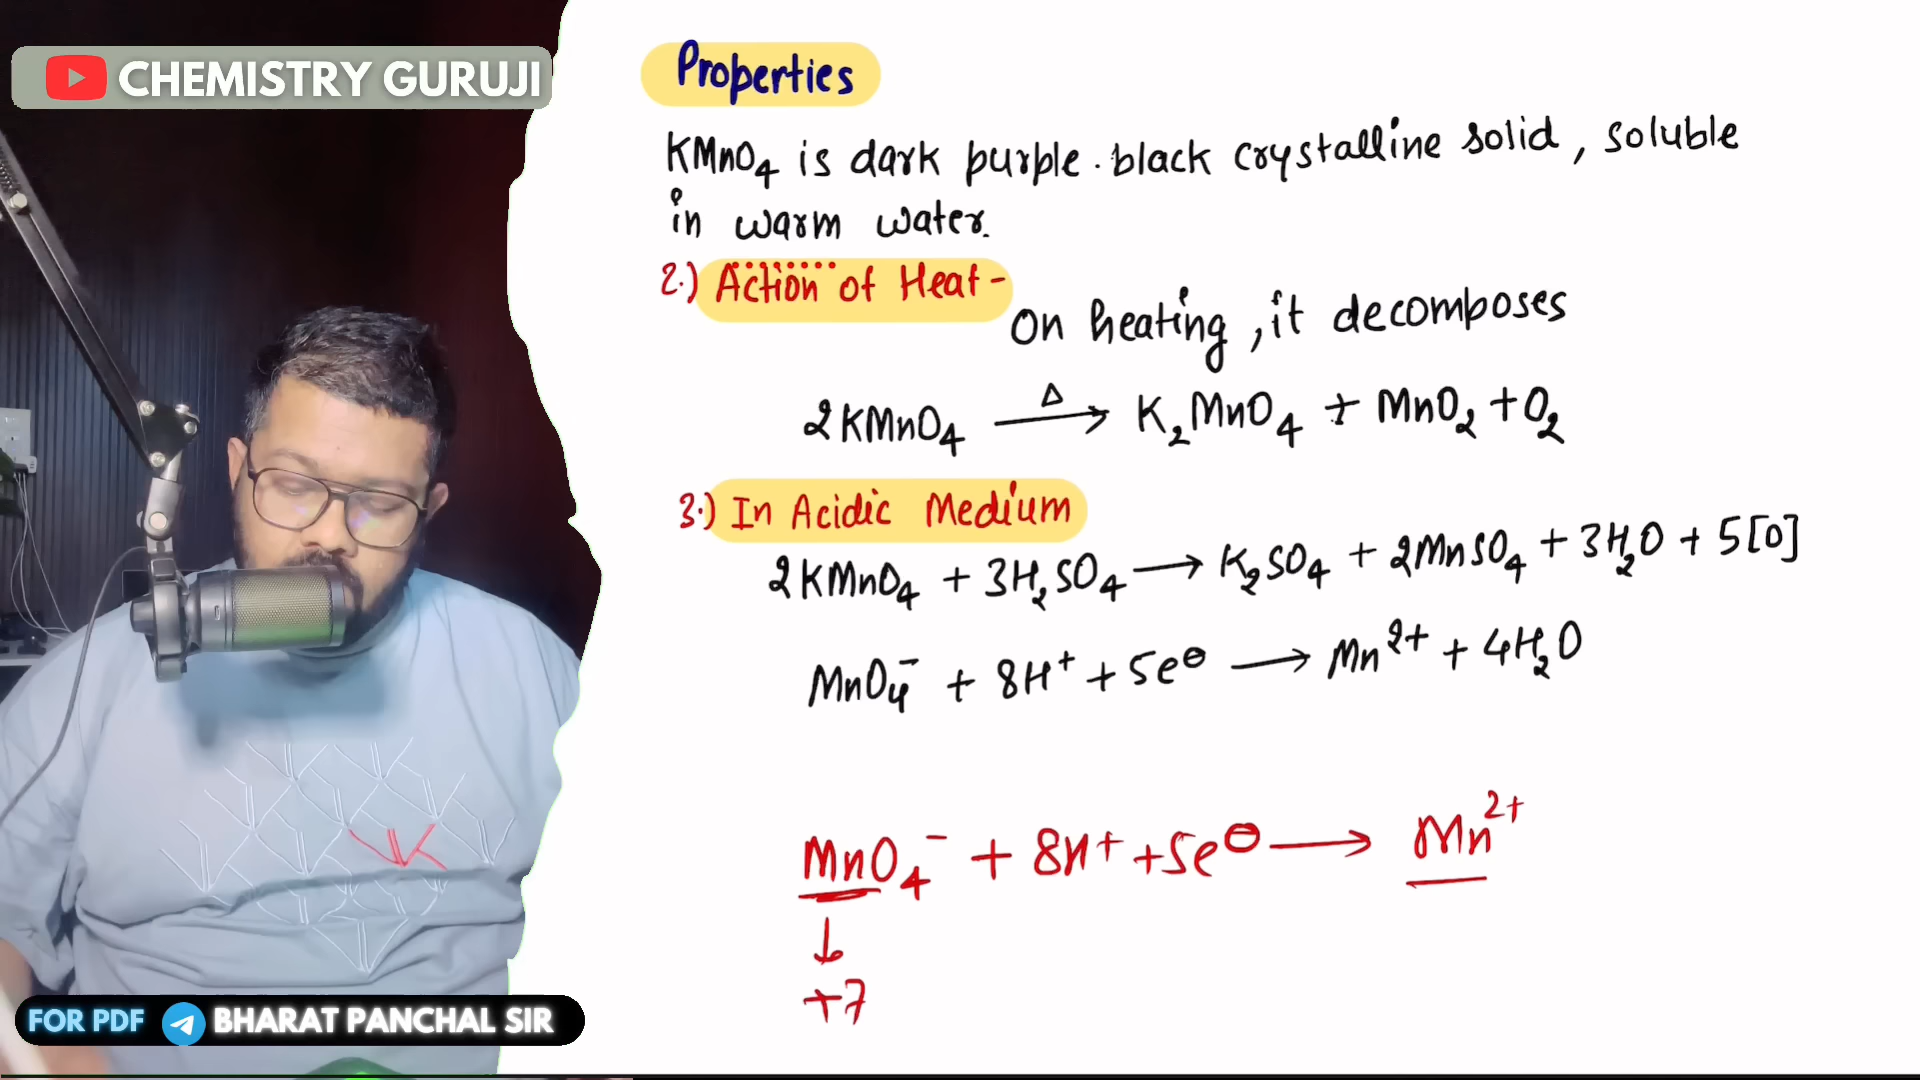 CHEMISTRY GURUJI
Properties
KMnO₄ is dark purple.black crystalline solid, soluble
in warm water.
2.) Action of Heat-
On heating, it decomposes
2KMnO₄ —Δ→ K₂MnO₄ + MnO₂ + O₂
3.) In Acidic Medium
2KMnO₄ + 3H₂SO₄ → K₂SO₄ + 2MnSO₄ + 3H₂O + 5[O]
MnO₄⁻ + 8H⁺ + 5e⊖ → Mn²⁺ + 4H₂O
MnO₄⁻ + 8H⁺ + 5e⊖ → Mn²⁺
↓
+7
FOR PDF BHARAT PANCHAL SIR